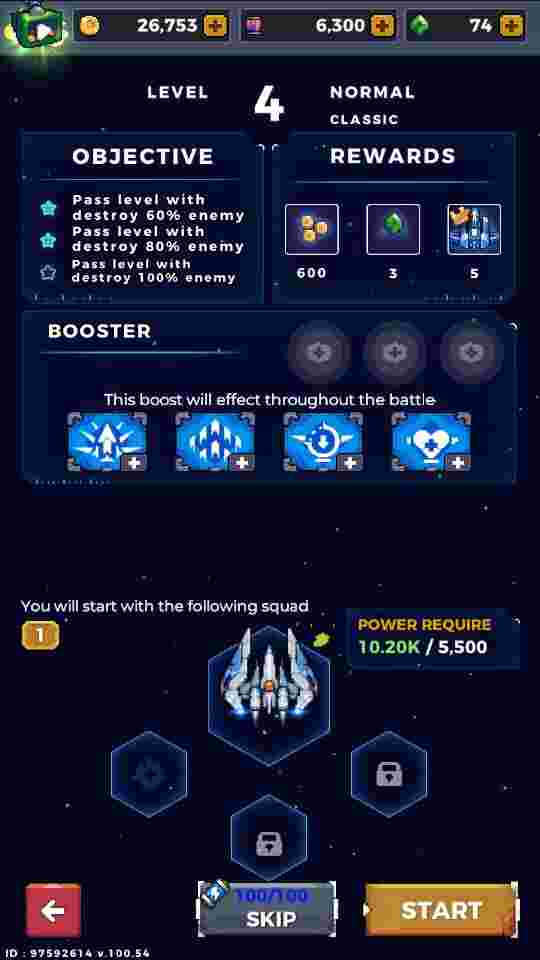 26,753
6,300
74
LEVEL
4
NORMAL
CLASSIC
OBJECTIVE
Pass level with
destroy 60% enemy
Pass level with
destroy 80% enemy
Pass level with
destroy 100% enemy
REWARDS
600
3
5
BOOSTER
This boost will effect throughout the battle
You will start with the following squad
1
POWER REQUIRE
10.20K / 5,500
100/100
SKIP
START
ID : 97592614 v.100.54